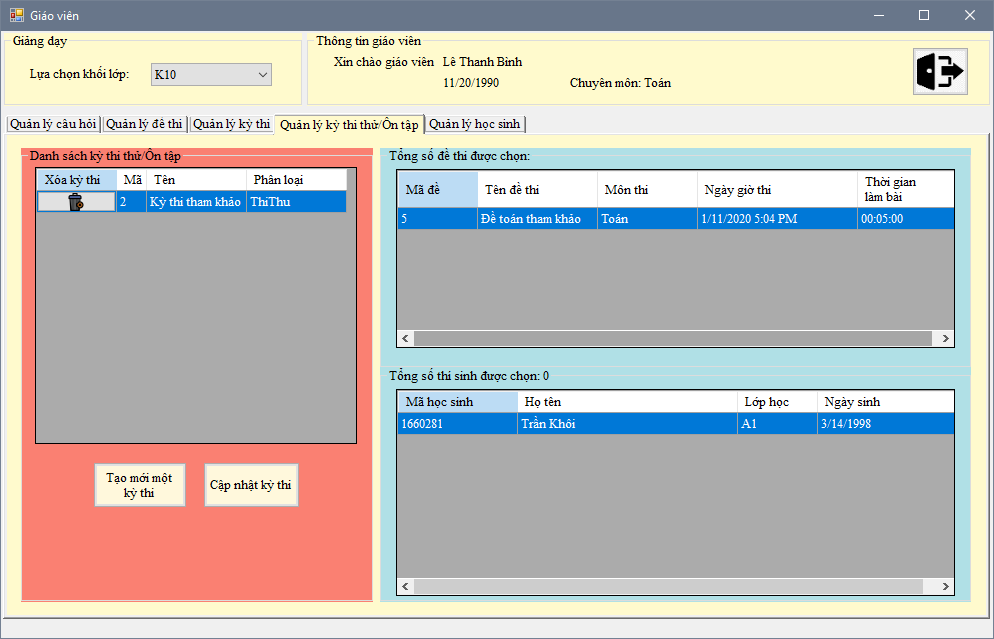 Giáo viên
Giảng dạy
Lựa chọn khối lớp:
K10
Thông tin giáo viên
Xin chào giáo viên Lê Thanh Bình
11/20/1990
Chuyên môn: Toán
Quản lý câu hỏi
Quản lý đề thi
Quản lý kỳ thi
Quản lý kỳ thi thử/Ôn tập
Quản lý học sinh
Danh sách kỳ thi thử/Ôn tập
Xóa kỳ thi Mã Tên Phân loại
2 Kỳ thi tham khảo ThiThu
Tạo mới một
kỳ thi
Cập nhật kỳ thi
Tổng số đề thi được chọn:
Mã đề Tên đề thi Môn thi Ngày giờ thi Thời gian
làm bài
5 Đề toán tham khảo Toán 1/11/2020 5:04 PM 00:05:00
Tổng số thí sinh được chọn: 0
Mã học sinh Họ tên Lớp học Ngày sinh
1660281 Trần Khôi A1 3/14/1998